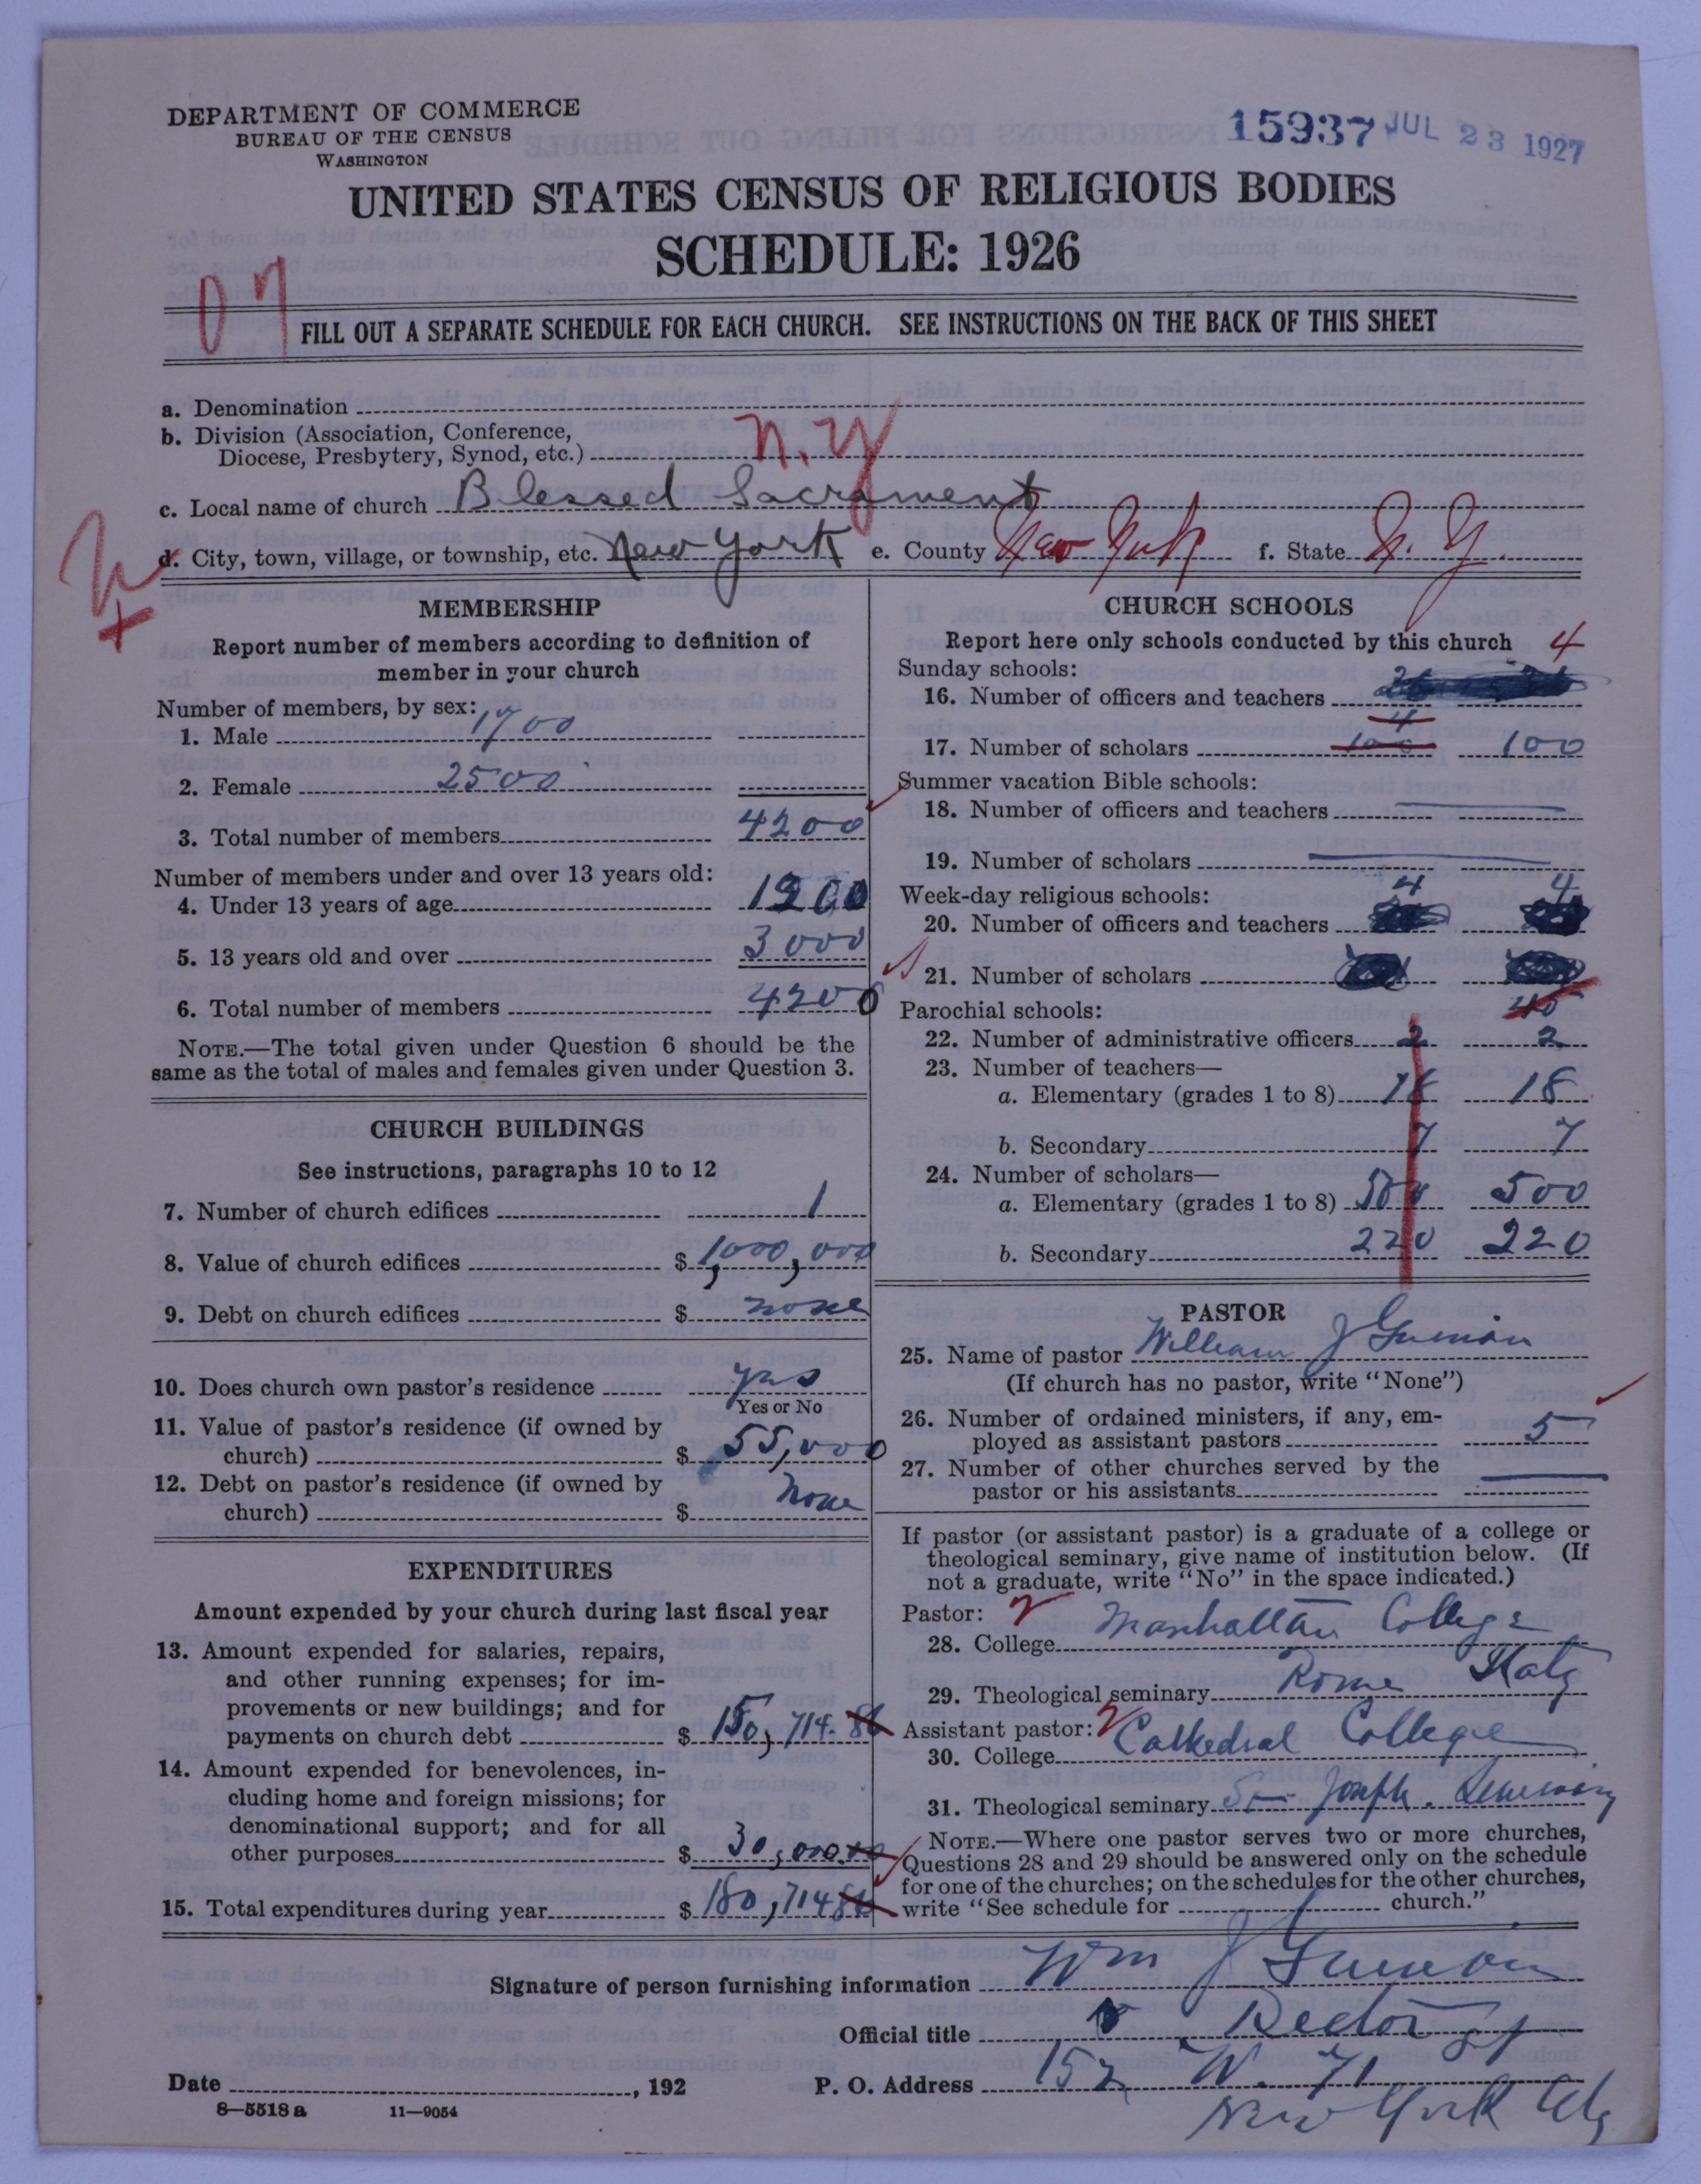 DEPARTMENT OF COMMERCE
BUREAU OF THE CENSUS
WASHINGTON
15937 JUL 23 1927
UNITED STATES CENSUS OF RELIGIOUS BODIES
SCHEDULE: 1926
07
FILL OUT A SEPARATE SCHEDULE FOR EACH CHURCH. SEE INSTRUCTIONS ON THE BACK OF THIS SHEET
a. Denomination
b. Division (Association, Conference,
Diocese, Presbytery, Synod, etc.) N.Y
c. Local name of church Blessed Sacrament
d. City, town, village, or township, etc. New York e. County New York f. State N. Y.
MEMBERSHIP
Report number of members according to definition of
member in your church
Number of members, by sex:
1. Male 1700
2. Female 2500
3. Total number of members 4200
Number of members under and over 13 years old:
4. Under 13 years of age 1200
5. 13 years old and over 3000
6. Total number of members 4200
NOTE.—The total given under Question 6 should be the
same as the total of males and females given under Question 3.
CHURCH BUILDINGS
See instructions, paragraphs 10 to 12
7. Number of church edifices 1
8. Value of church edifices $ 1,000,000
9. Debt on church edifices $ none
10. Does church own pastor's residence yes
Yes or No
11. Value of pastor's residence (if owned by
church) $ 55,000
12. Debt on pastor's residence (if owned by
church) $ none
EXPENDITURES
Amount expended by your church during last fiscal year
13. Amount expended for salaries, repairs,
and other running expenses; for im-
provements or new buildings; and for
payments on church debt $ 150,714.86
14. Amount expended for benevolences, in-
cluding home and foreign missions; for
denominational support; and for all
other purposes $ 30,000.00
15. Total expenditures during year $ 180,714 86
CHURCH SCHOOLS
Report here only schools conducted by this church 4
Sunday schools:
16. Number of officers and teachers
4
17. Number of scholars 100 100
Summer vacation Bible schools:
18. Number of officers and teachers
19. Number of scholars
Week-day religious schools: 4 4
20. Number of officers and teachers
21. Number of scholars
Parochial schools: 40
22. Number of administrative officers 2 2
23. Number of teachers—
a. Elementary (grades 1 to 8) 18 18
b. Secondary 7 7
24. Number of scholars—
a. Elementary (grades 1 to 8) 500 500
b. Secondary 220 220
PASTOR
25. Name of pastor William J Guinan
(If church has no pastor, write "None")
26. Number of ordained ministers, if any, em-
ployed as assistant pastors 5
27. Number of other churches served by the
pastor or his assistants
If pastor (or assistant pastor) is a graduate of a college or
theological seminary, give name of institution below. (If
not a graduate, write "No" in the space indicated.)
Pastor:
28. College Manhattan College
29. Theological seminary Rome Italy
Assistant pastor:
30. College Cathedral College
31. Theological seminary St Joseph. Seminary
NOTE.—Where one pastor serves two or more churches,
Questions 28 and 29 should be answered only on the schedule
for one of the churches; on the schedules for the other churches,
write "See schedule for church."
Signature of person furnishing information Wm J Guinan
Official title Rector
Date , 192 P. O. Address 152 W. 71 st
New York City
8—5518 a 11—9054